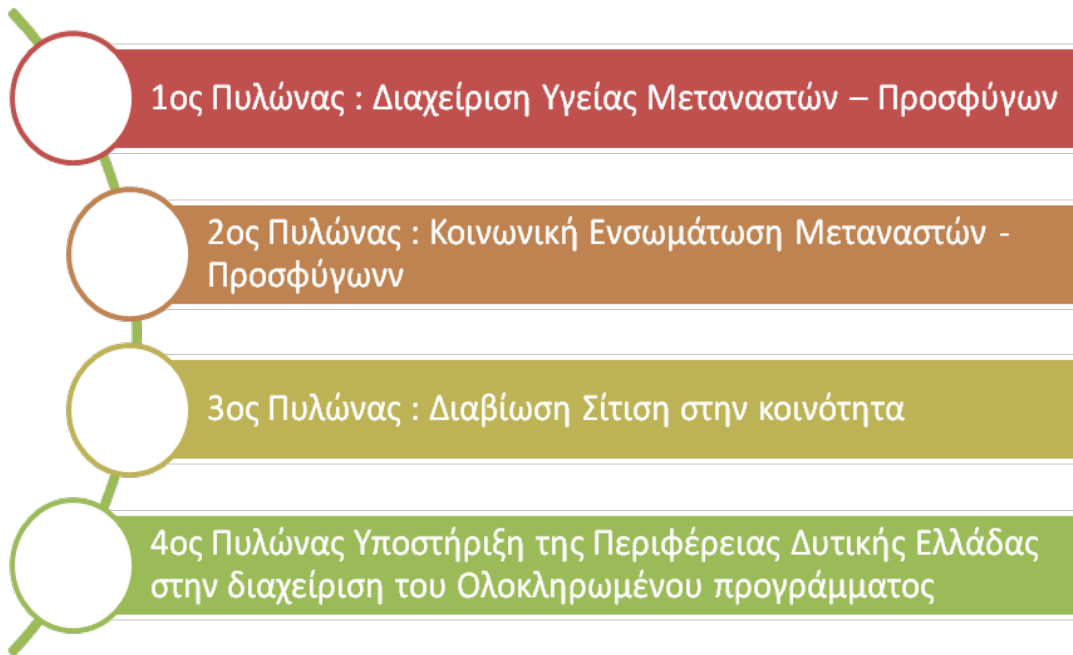 1ος Πυλώνας : Διαχείριση Υγείας Μεταναστών – Προσφύγων
2ος Πυλώνας : Κοινωνική Ενσωμάτωση Μεταναστών -
Προσφύγωνν
3ος Πυλώνας : Διαβίωση Σίτιση στην κοινότητα
4ος Πυλώνας Υποστήριξη της Περιφέρειας Δυτικής Ελλάδας
στην διαχείριση του Ολοκληρωμένου προγράμματος